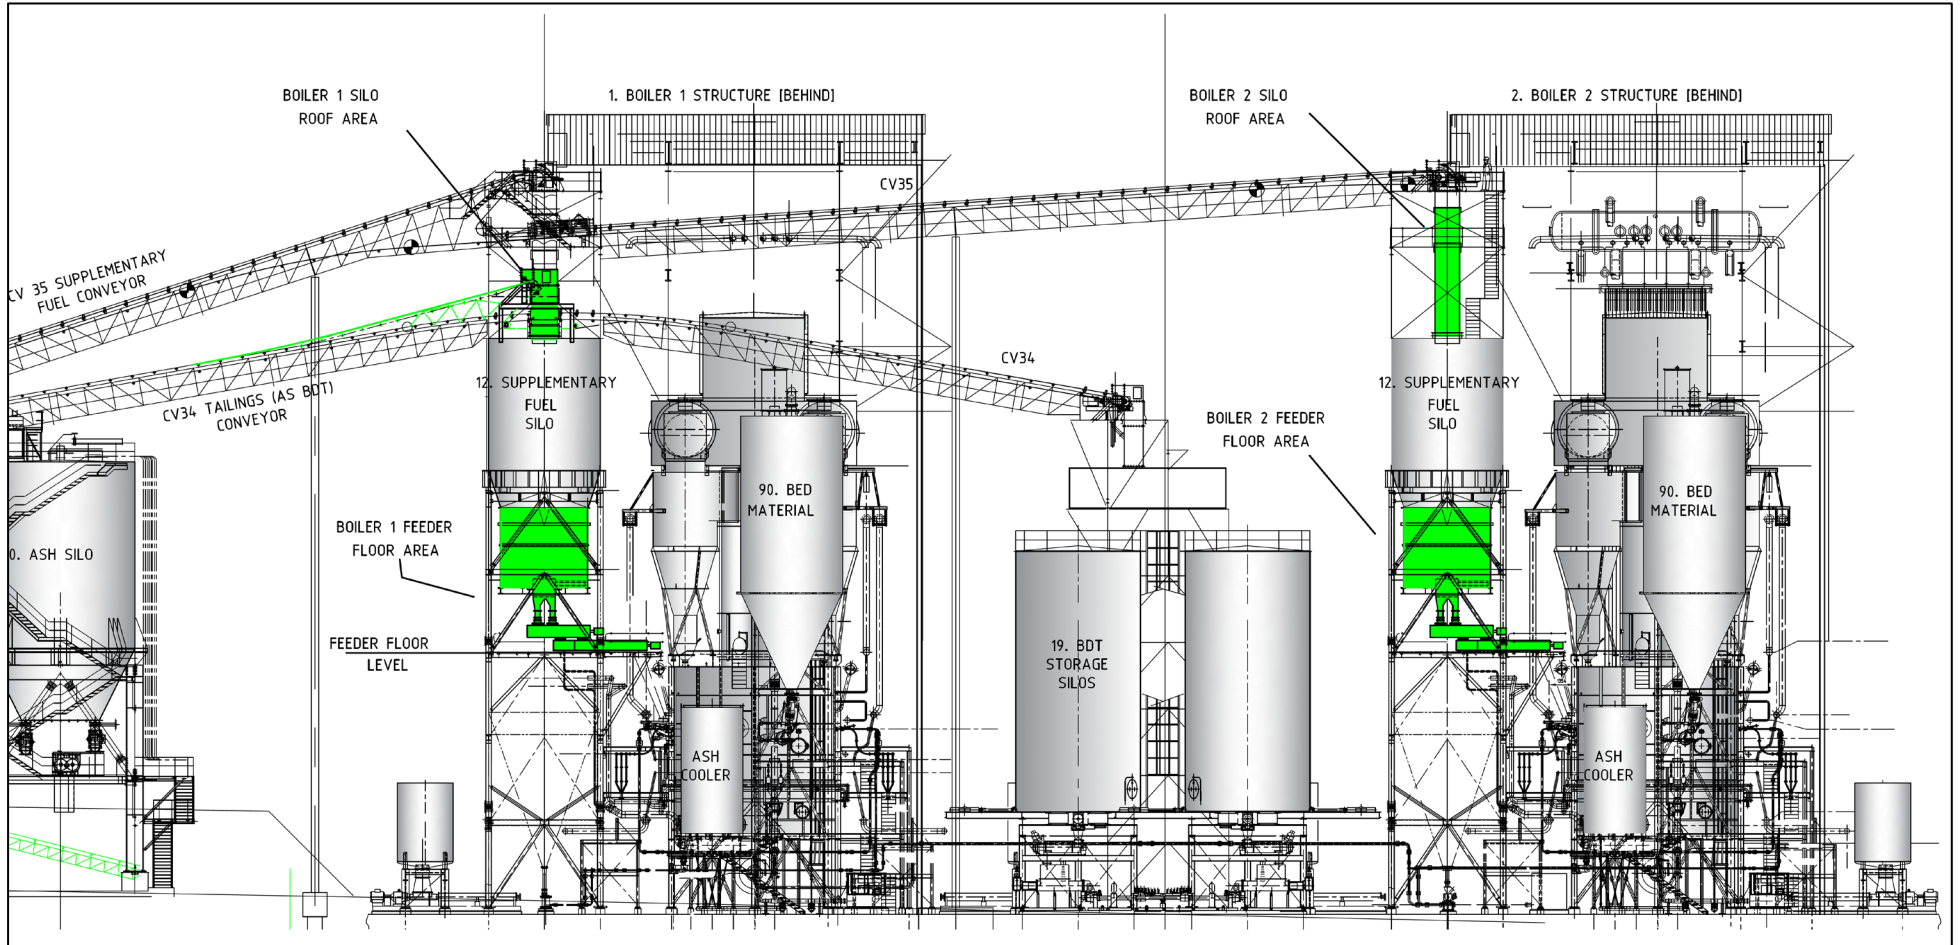 BOILER 1 SILO
ROOF AREA
1. BOILER 1 STRUCTURE [BEHIND]
BOILER 2 SILO
ROOF AREA
2. BOILER 2 STRUCTURE [BEHIND]
CV35
CV 35 SUPPLEMENTARY
FUEL CONVEYOR
CV34 TAILINGS (AS BDT)
CONVEYOR
CV34
12. SUPPLEMENTARY
FUEL
SILO
12. SUPPLEMENTARY
FUEL
SILO
BOILER 2 FEEDER
FLOOR AREA
90. BED
MATERIAL
90. BED
MATERIAL
BOILER 1 FEEDER
FLOOR AREA
0. ASH SILO
FEEDER FLOOR
LEVEL
19. BDT
STORAGE
SILOS
ASH
COOLER
ASH
COOLER